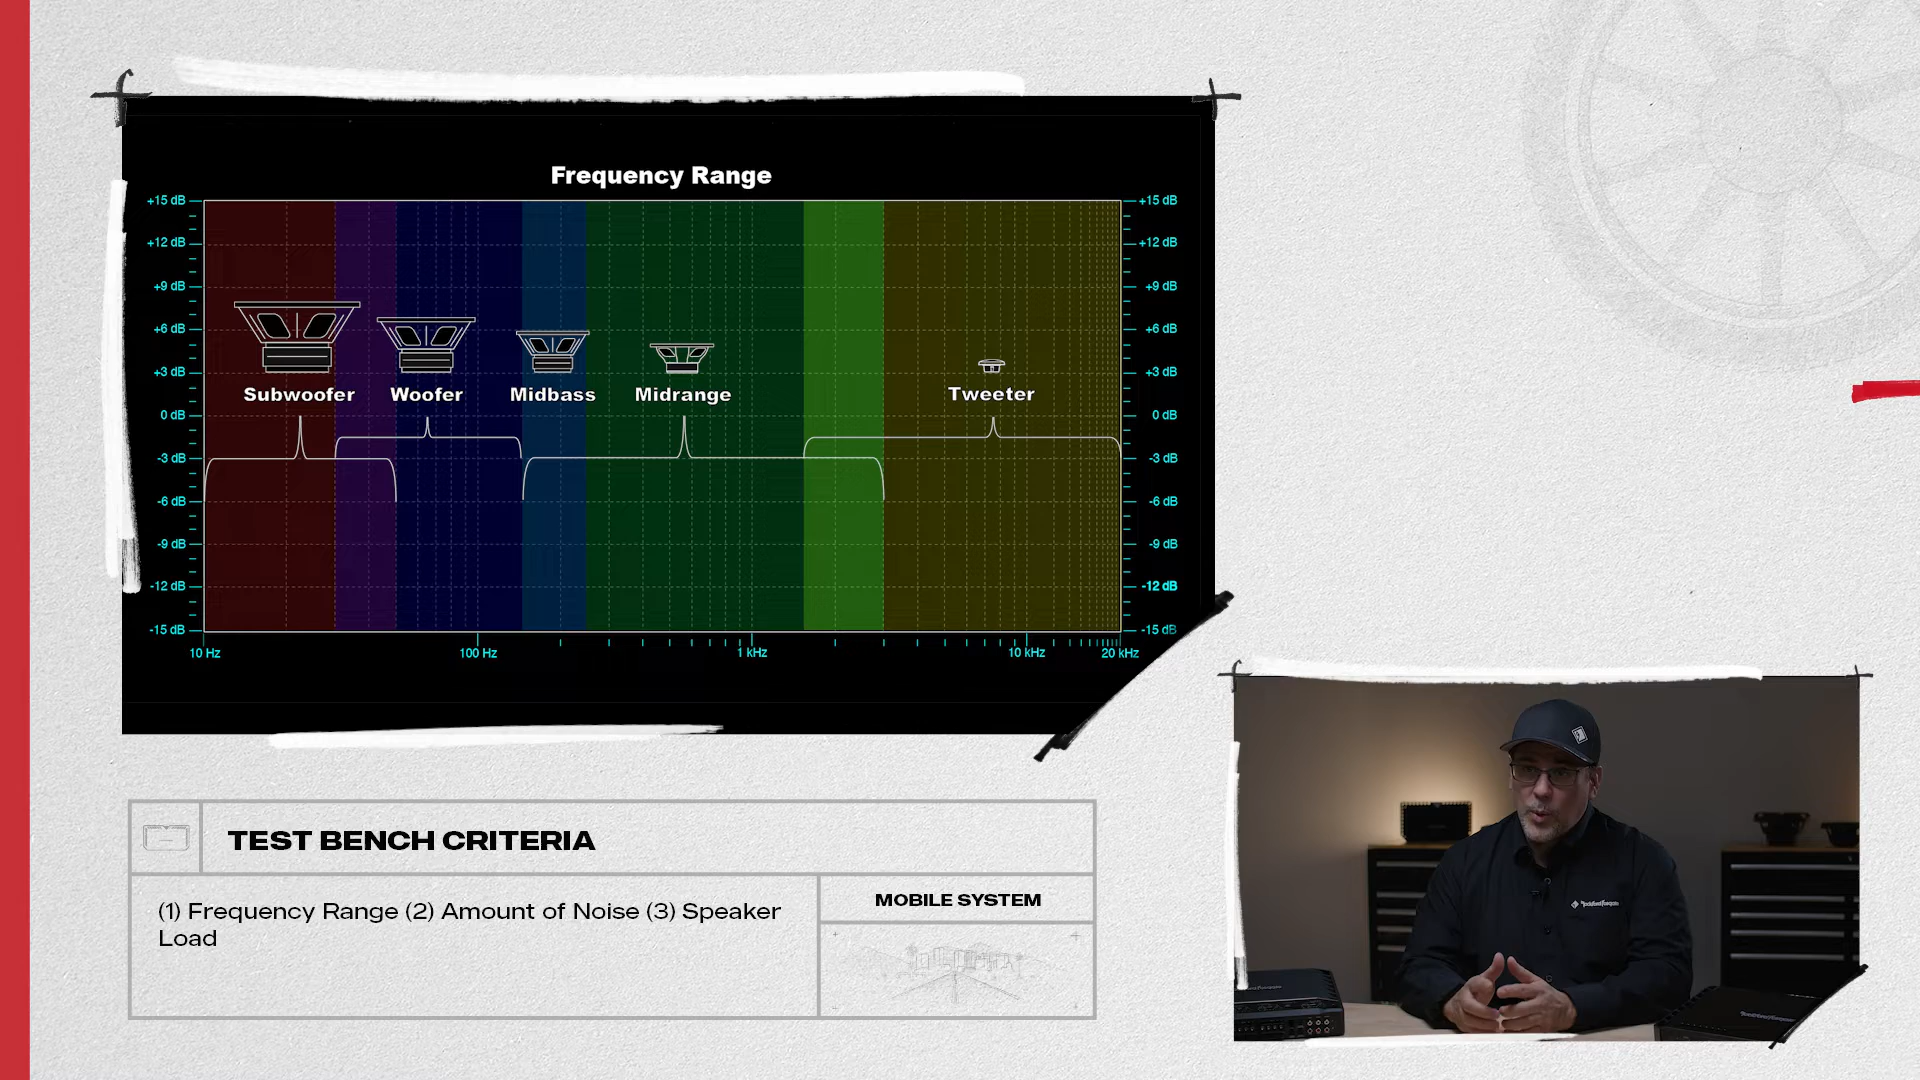 Frequency Range
+15 dB +15 dB
+12 dB +12 dB
+9 dB +9 dB
+6 dB +6 dB
+3 dB +3 dB
Subwoofer Woofer Midbass Midrange Tweeter
0 dB 0 dB
-3 dB -3 dB
-6 dB -6 dB
-9 dB -9 dB
-12 dB -12 dB
-15 dB -15 dB
10 Hz 100 Hz 1 kHz 10 kHz 20 kHz
TEST BENCH CRITERIA
(1) Frequency Range (2) Amount of Noise (3) Speaker
Load
MOBILE SYSTEM
Rockford Fosgate